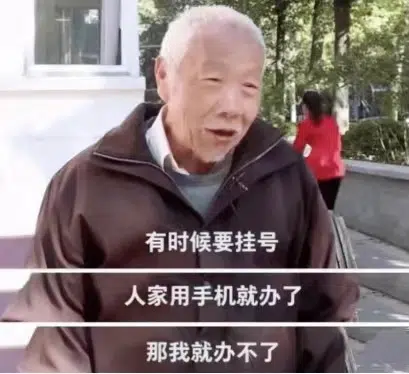 有时候要挂号
人家用手机就办了
那我就办不了